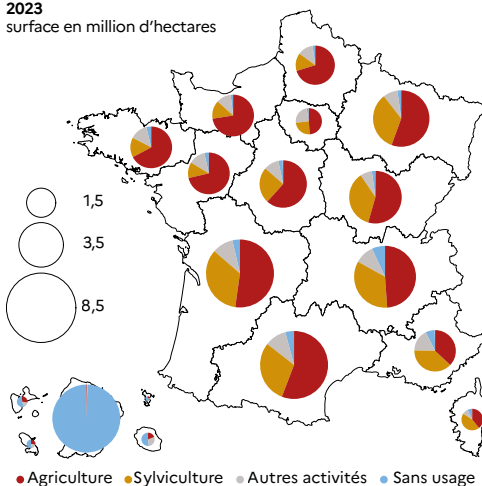 2023
surface en million d’hectares
1,5
3,5
8,5
Agriculture Sylviculture Autres activités Sans usage